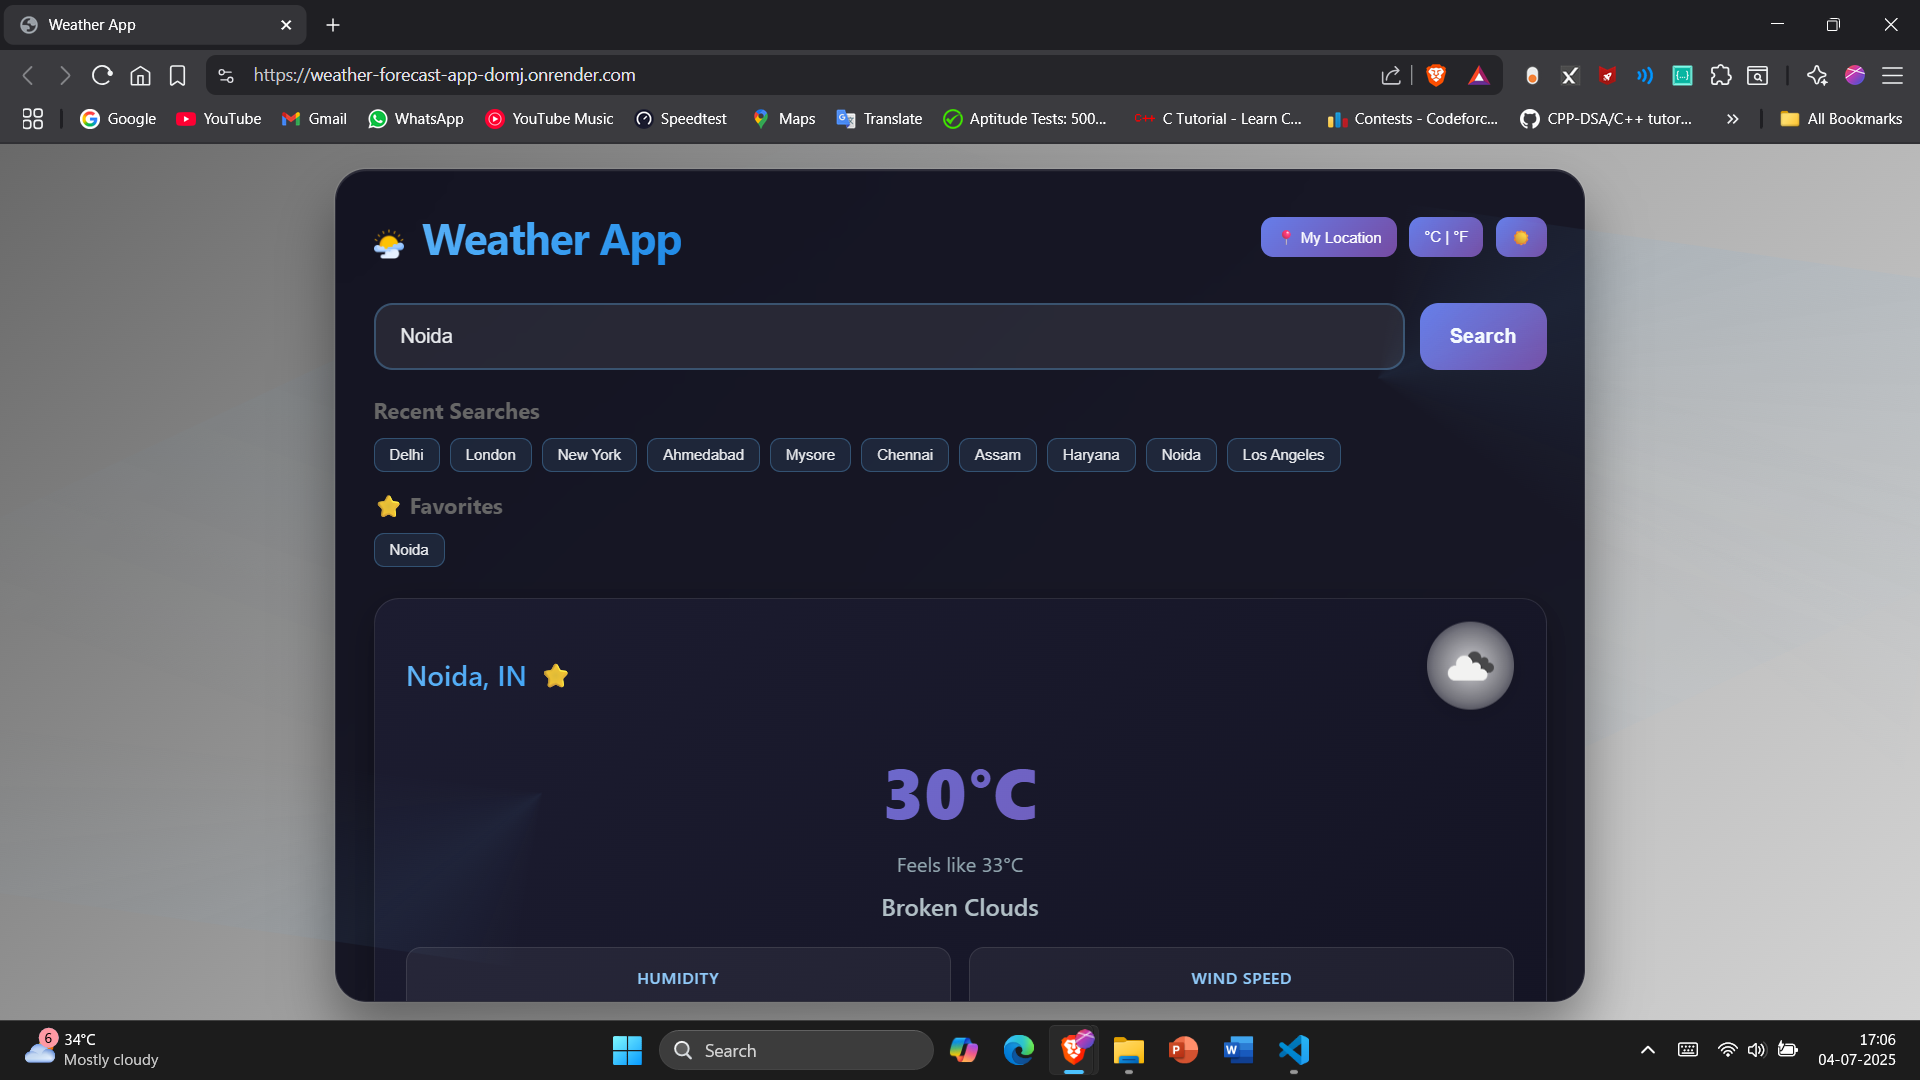 Weather App
https://weather-forecast-app-domj.onrender.com
Google YouTube Gmail WhatsApp YouTube Music Speedtest Maps Translate Aptitude Tests: 500... C++ C Tutorial - Learn C... Contests - Codeforc... CPP-DSA/C++ tutor... » All Bookmarks
Weather App
My Location °C | °F
Noida Search
Recent Searches
Delhi London New York Ahmedabad Mysore Chennai Assam Haryana Noida Los Angeles
Favorites
Noida
Noida, IN
30°C
Feels like 33°C
Broken Clouds
HUMIDITY WIND SPEED
6 34°C
Mostly cloudy
Search
P W
17:06
04-07-2025